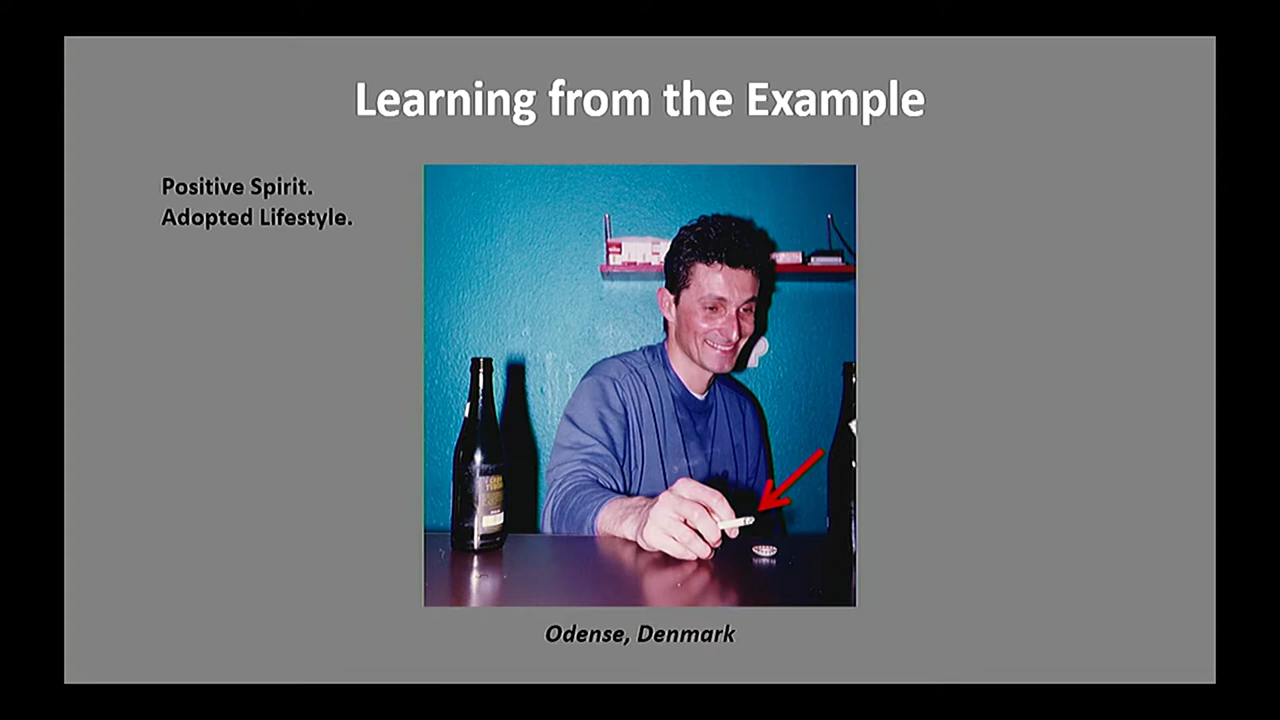 Learning from the Example
Positive Spirit.
Adopted Lifestyle.
Odense, Denmark